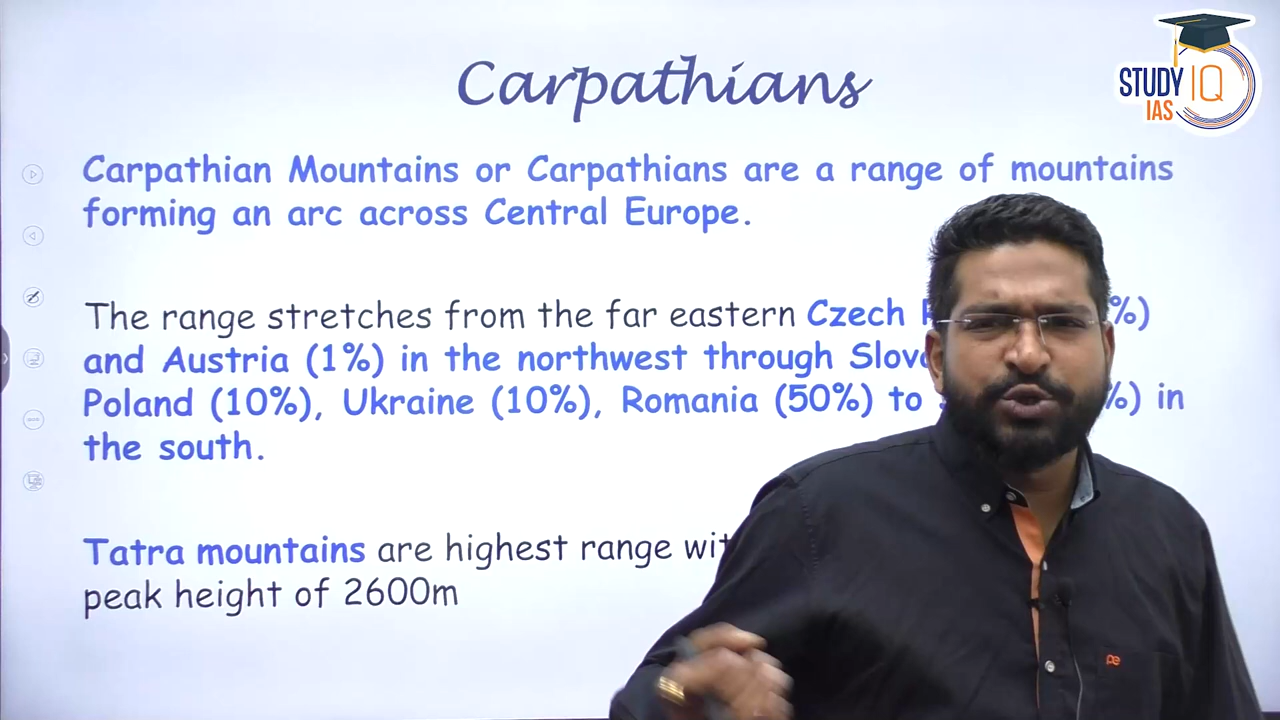 Carpathians
STUDY IQ
IAS
Carpathian Mountains or Carpathians are a range of mountains
forming an arc across Central Europe.
The range stretches from the far eastern Czech %)
and Austria (1%) in the northwest through
Poland (10%), Ukraine (10%), Romania (50%) to %) in
the south.
Tatra mountains are highest range
peak height of 2600m
pe